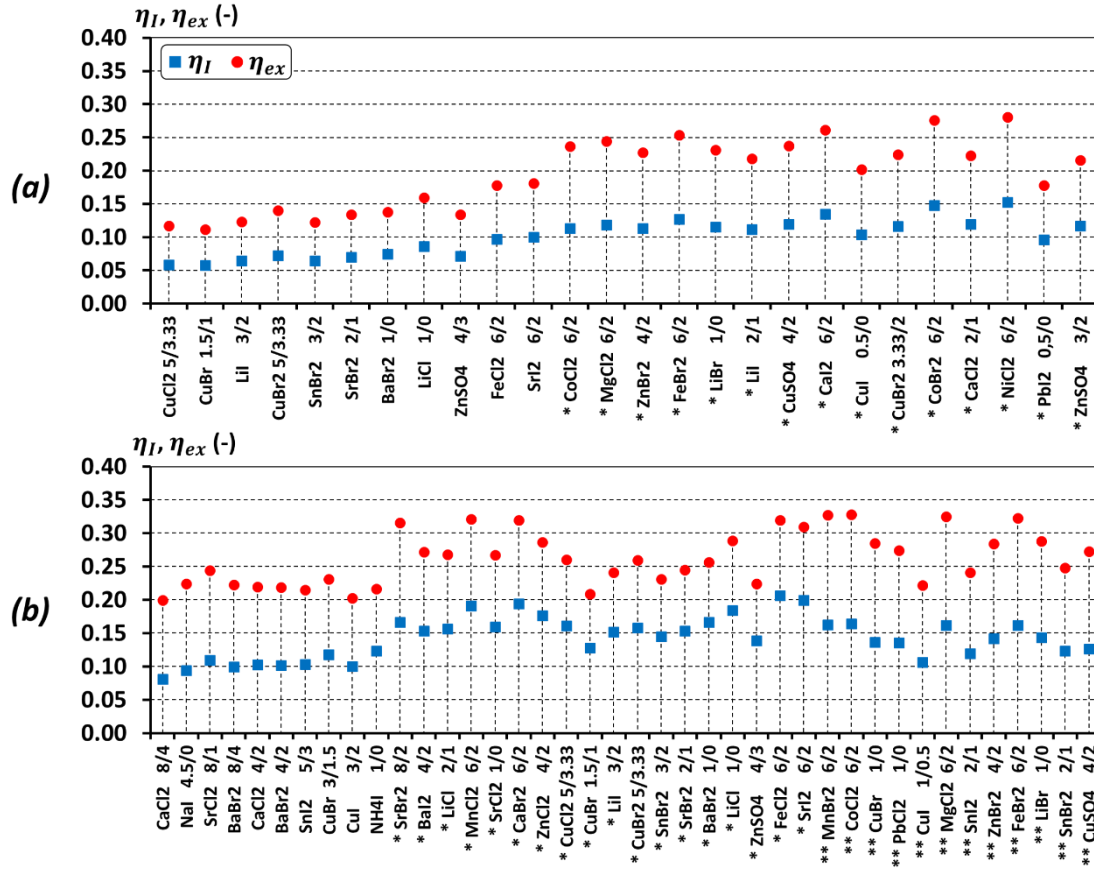 η_I, η_ex (-)
0.40
0.35
0.30
0.25
0.20
0.15
0.10
0.05
0.00
η_I
η_ex
(a)
CuCl2 5/3.33
CuBr 1.5/1
LiI 3/2
CuBr2 5/3.33
SnBr2 3/2
SrBr2 2/1
BaBr2 1/0
LiCl 1/0
ZnSO4 4/3
FeCl2 6/2
SrI2 6/2
* CoCl2 6/2
* MgCl2 6/2
* ZnBr2 4/2
* FeBr2 6/2
* LiBr 1/0
* LiI 2/1
* CuSO4 4/2
* CaI2 6/2
* CuI 0.5/0
* CuBr2 3.33/2
* CoBr2 6/2
* CaCl2 2/1
* NiCl2 6/2
* PbI2 0,5/0
* ZnSO4 3/2
η_I, η_ex (-)
0.40
0.35
0.30
0.25
0.20
0.15
0.10
0.05
0.00
(b)
CaCl2 8/4
NaI 4.5/0
SrCl2 8/1
BaBr2 8/4
CaCl2 4/2
BaBr2 4/2
SnI2 5/3
CuBr 3/1.5
CuI 3/2
NH4I 1/0
* SrBr2 8/2
* BaI2 4/2
* LiCl 2/1
* MnCl2 6/2
* SrCl2 1/0
* CaBr2 6/2
* ZnCl2 4/2
* CuCl2 5/3.33
* CuBr 1.5/1
* LiI 3/2
* CuBr2 5/3.33
* SnBr2 3/2
* SrBr2 2/1
* BaBr2 1/0
* LiCl 1/0
* ZnSO4 4/3
* FeCl2 6/2
* SrI2 6/2
** MnBr2 6/2
** CoCl2 6/2
** CuBr 1/0
** PbCl2 1/0
** CuI 1/0.5
** MgCl2 6/2
** SnI2 2/1
** ZnBr2 4/2
** FeBr2 6/2
** LiBr 1/0
** SnBr2 2/1
** CuSO4 4/2